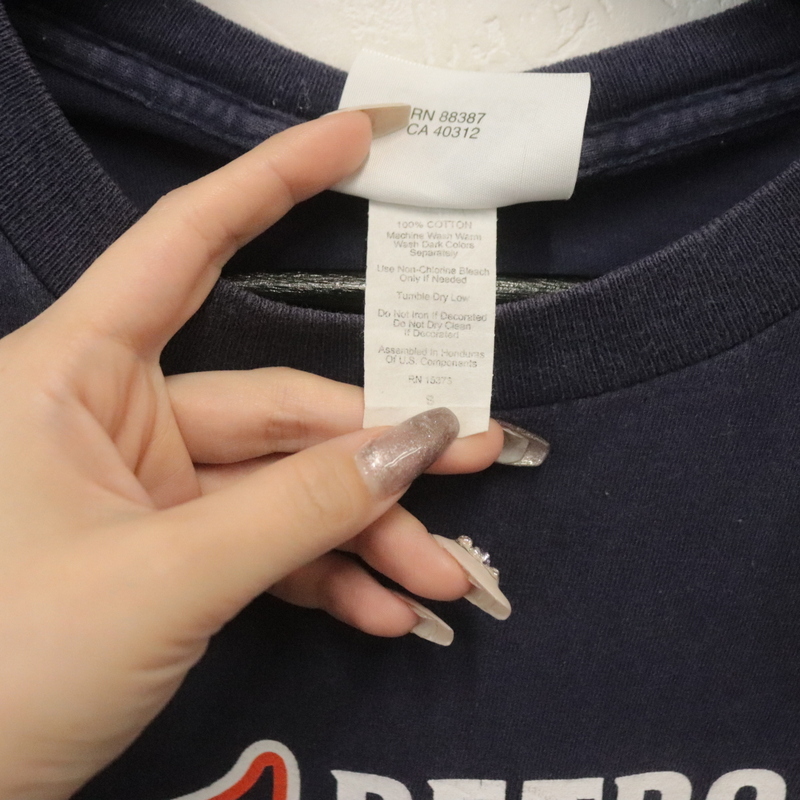 RN 88387
CA 40312
100% COTTON
Machine Wash Warm
Wash Dark Colors
Separately
Use Non-Chlorine Bleach
Only If Needed
Tumble Dry Low
Do Not Iron If Decorated
Do Not Dry Clean
If Decorated
Assembled In Honduras
Of U.S. Components
S